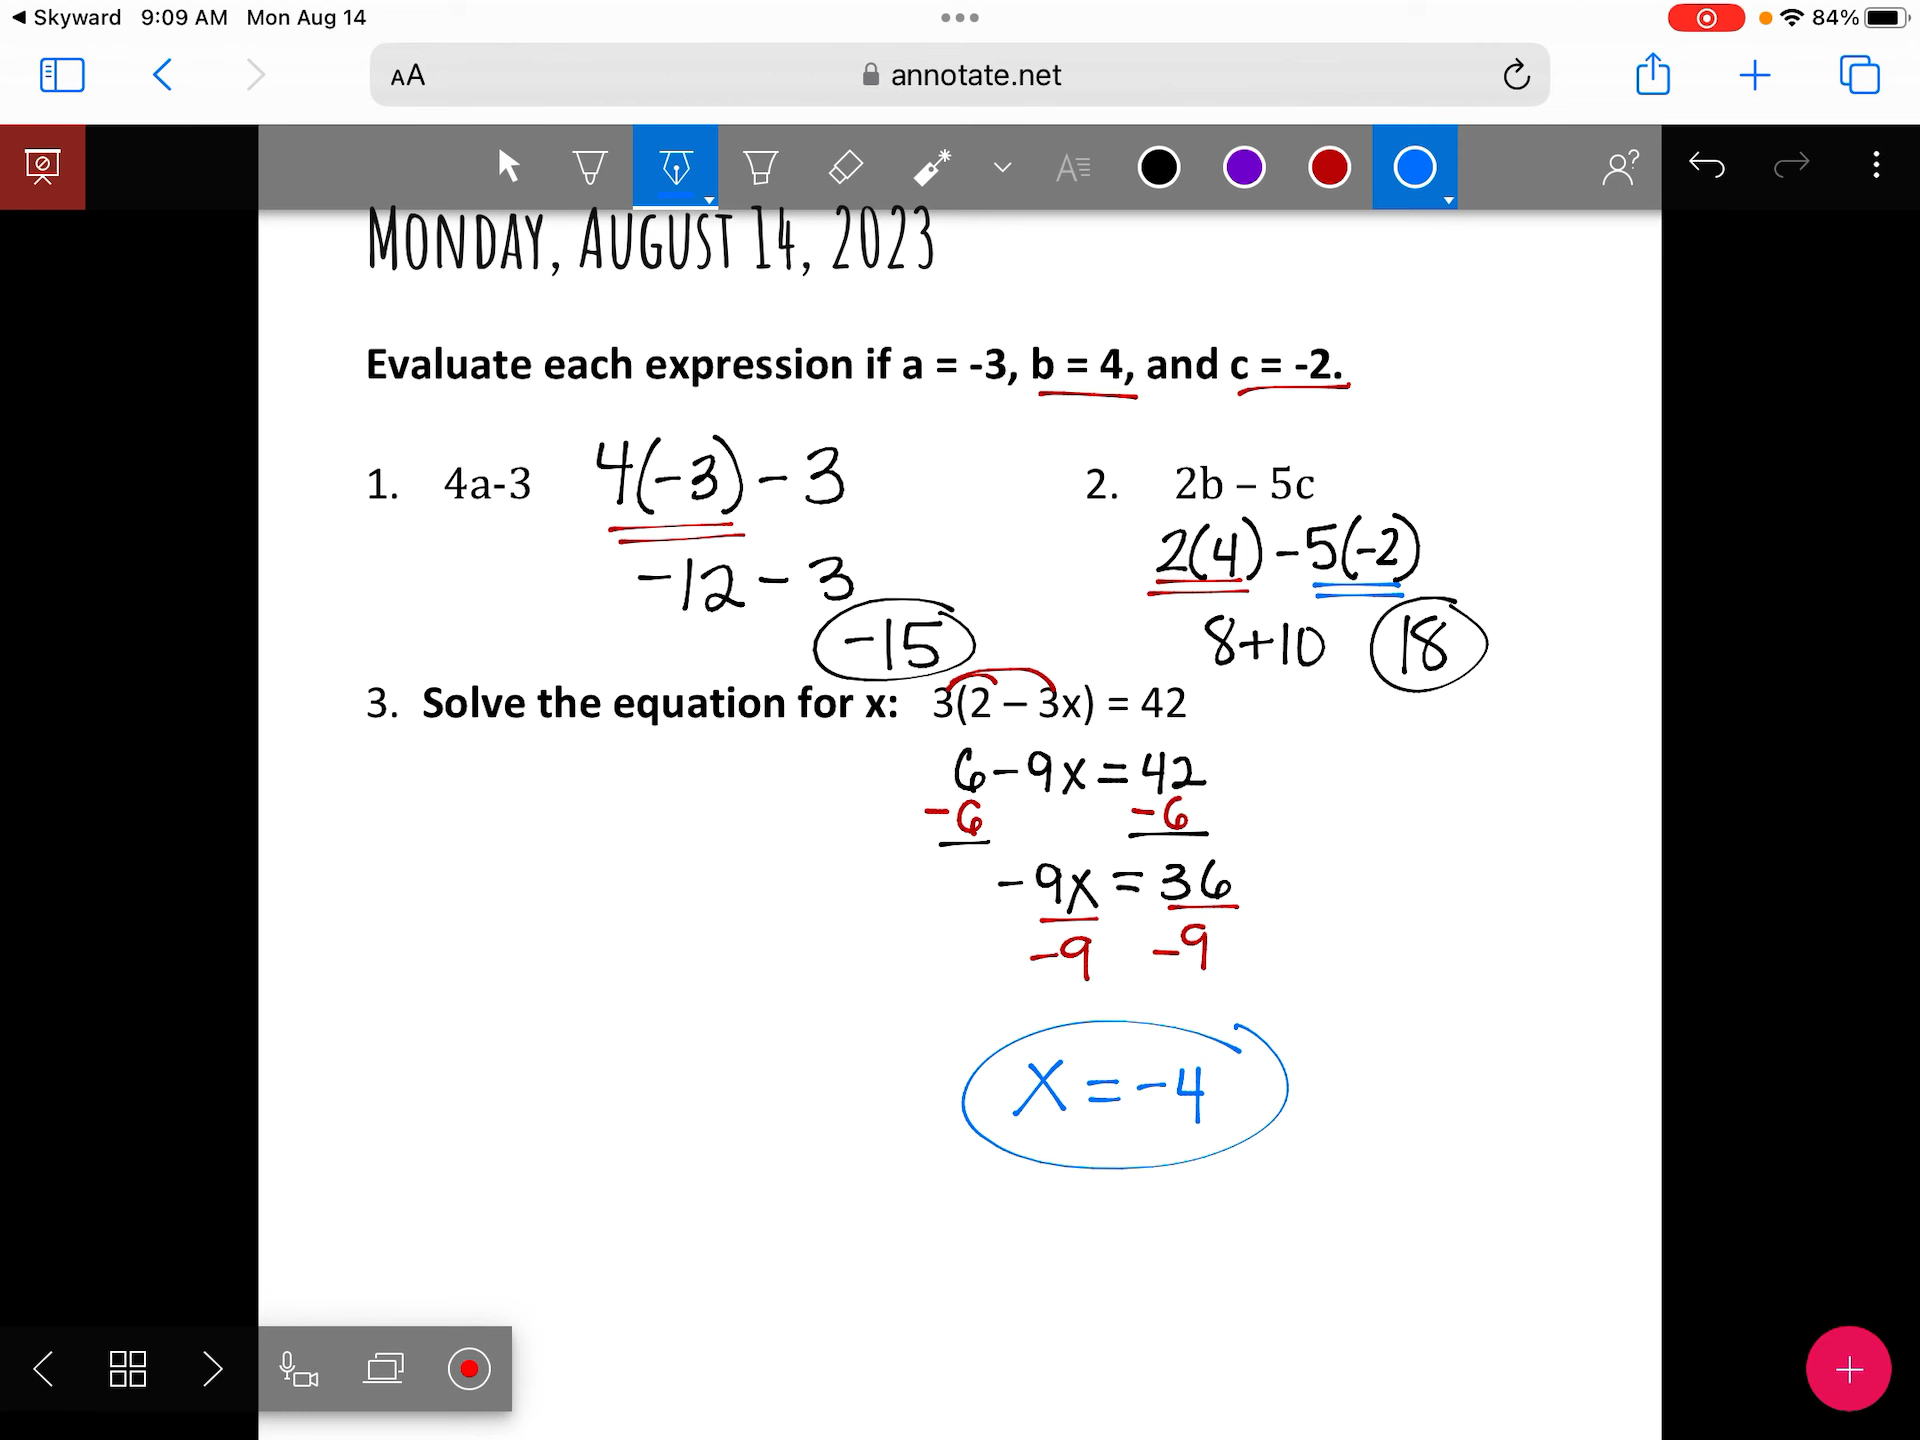 ◀ Skyward 9:09 AM Mon Aug 14 84%
AA annotate.net
MONDAY, AUGUST 14, 2023
Evaluate each expression if a = -3, b = 4, and c = -2.
1. 4a-3 4(-3) - 3
2. 2b – 5c
2(4) - 5(-2)
-12 - 3
-15
8+10 18
3. Solve the equation for x: 3(2 – 3x) = 42
6 - 9x = 42
-6 -6
-9x = 36
-9 -9
x = -4